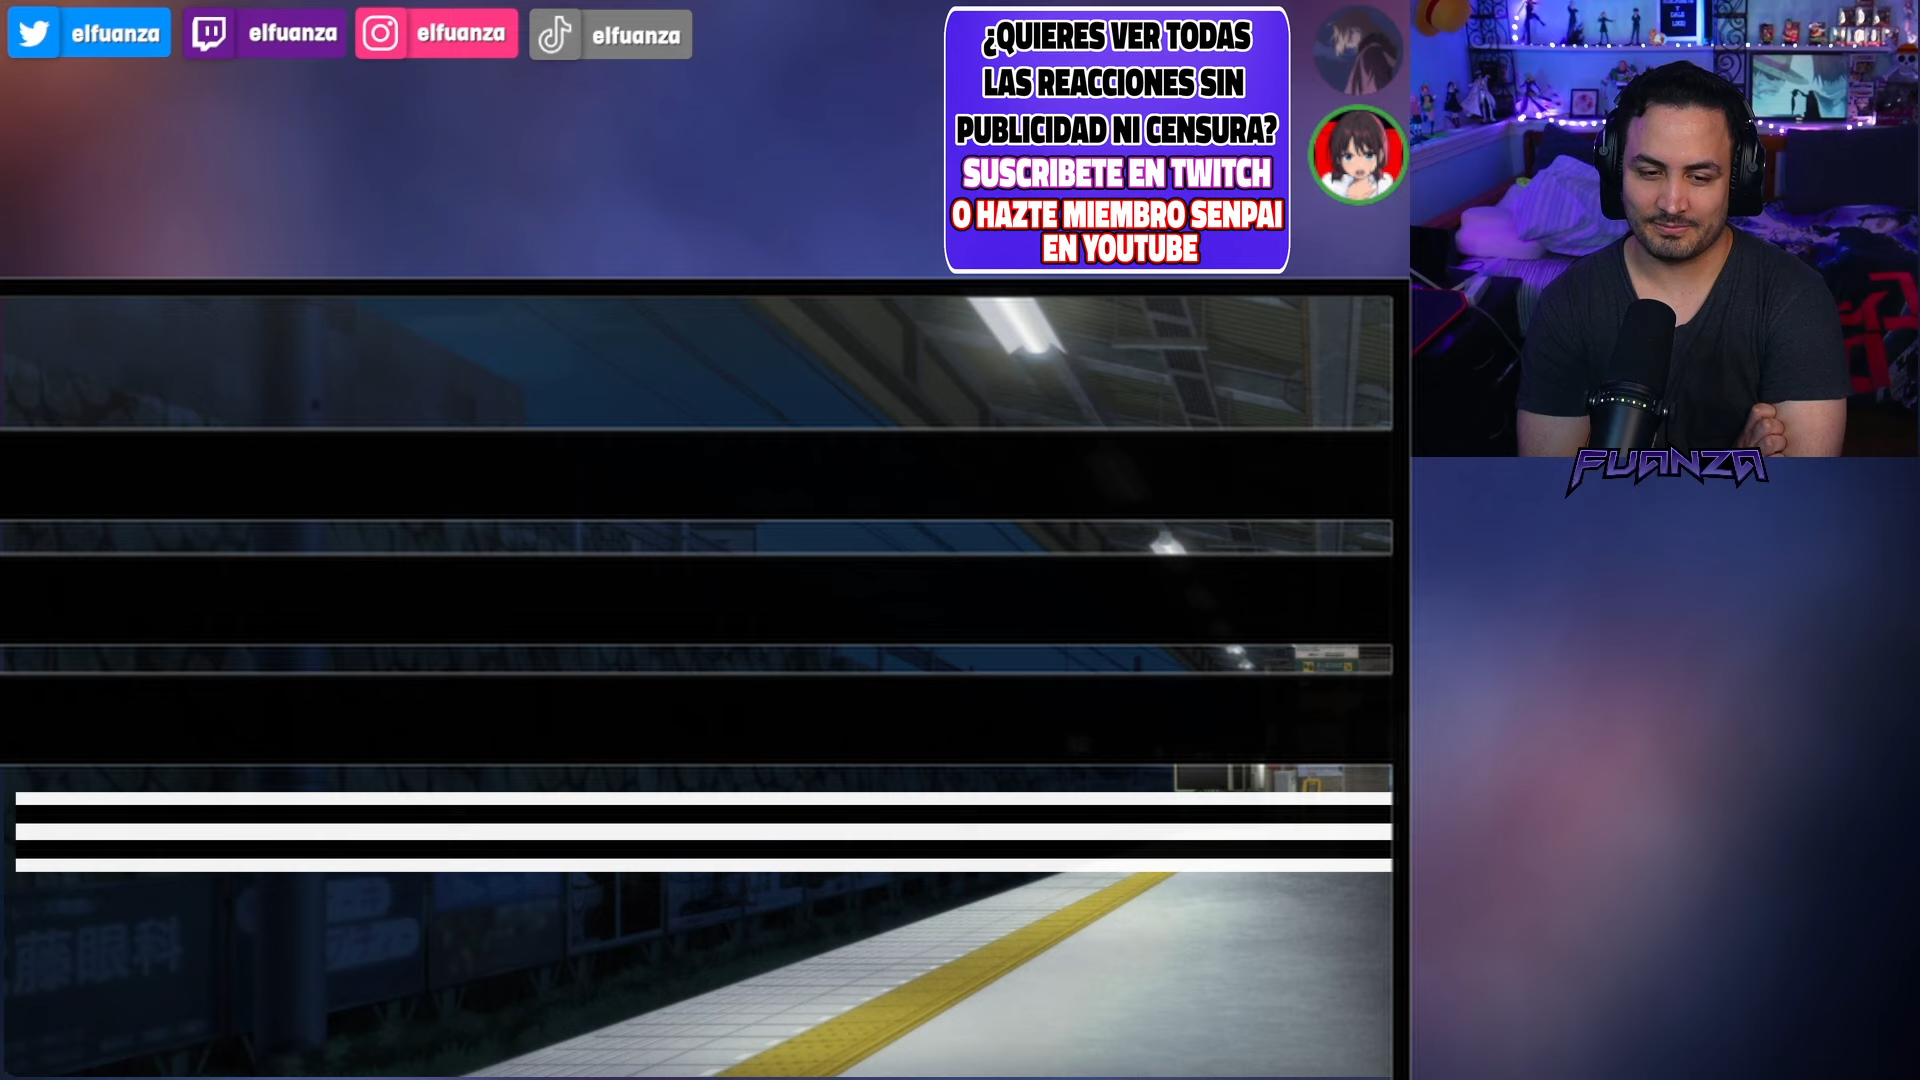 elfuanza
elfuanza
elfuanza
elfuanza
¿QUIERES VER TODAS
LAS REACCIONES SIN
PUBLICIDAD NI CENSURA?
SUSCRIBETE EN TWITCH
O HAZTE MIEMBRO SENPAI
EN YOUTUBE
FUANZA
藤眼科